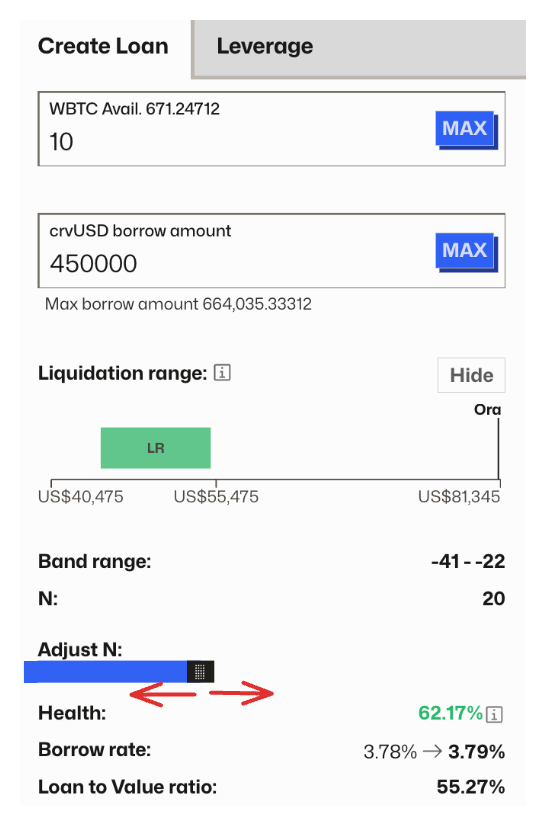 Create Loan
Leverage
WBTC Avail. 671.24712
10
MAX
crvUSD borrow amount
450000
MAX
Max borrow amount 664,035.33312
Liquidation range:
Hide
Ora
LR
US$40,475 US$55,475 US$81,345
Band range: -41 - -22
N: 20
Adjust N:
Health: 62.17%
Borrow rate: 3.78% → 3.79%
Loan to Value ratio: 55.27%